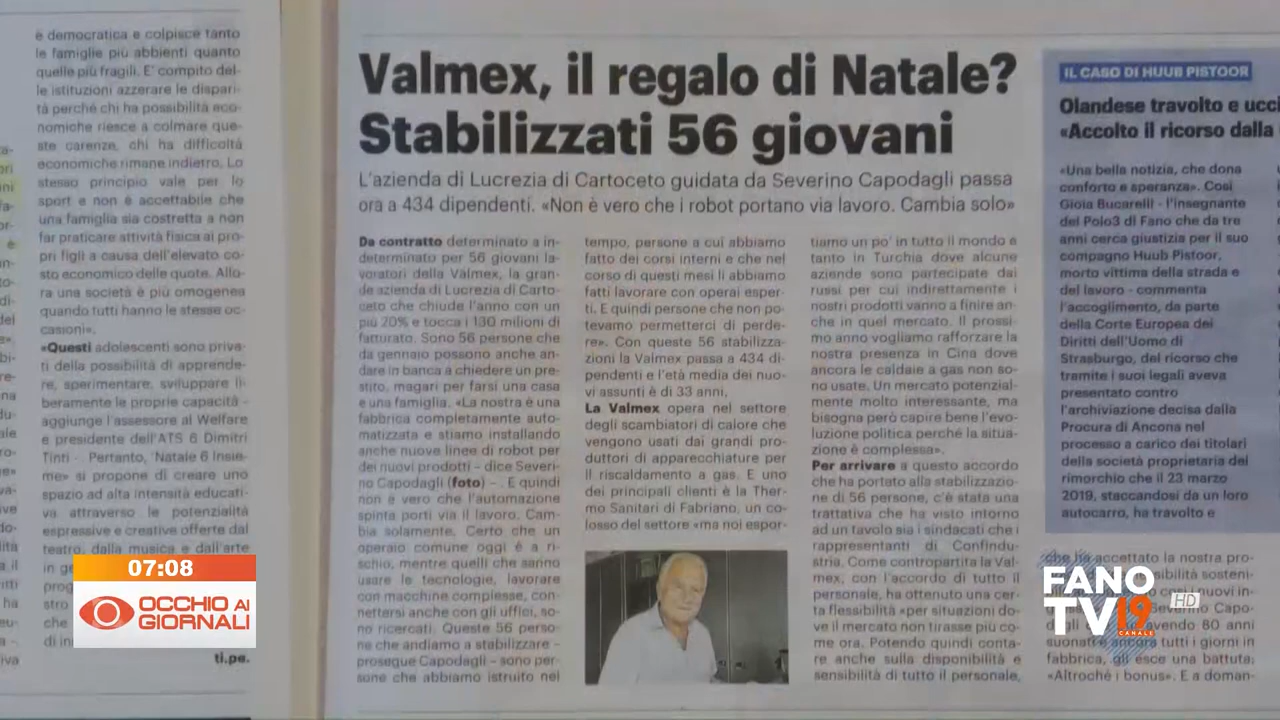 è democratica e colpisce tanto
le famiglie più abbienti quanto
quelle più fragili. E' compito del-
le istituzioni azzerare le dispari-
tà perché chi ha possibilità eco-
nomiche riesce a colmare que-
ste carenze, chi ha difficoltà
economiche rimane indietro. Lo
stesso principio vale per lo
sport e non è accettabile che
una famiglia sia costretta a non
far praticare attività fisica ai pro-
pri figli a causa dell'elevato co-
sto economico delle quote. Allo-
ra una società è più omogenea
quando tutti hanno le stesse oc-
casioni».
«Questi adolescenti sono priva-
ti della possibilità di apprende-
re, sperimentare, sviluppare li-
beramente le proprie capacità -
aggiunge l'assessore al Welfare
e presidente dell'ATS 6 Dimitri
Tinti -. Pertanto, 'Natale 6 Insie-
me» si propone di creare uno
spazio ad alta intensità educati-
va attraverso le potenzialità
espressive e creative offerte dal
teatro, dalla musica e dall'arte
in ge
prog
stro
che
di in
ti.pe.
Valmex, il regalo di Natale?
Stabilizzati 56 giovani
L'azienda di Lucrezia di Cartoceto guidata da Severino Capodagli passa
ora a 434 dipendenti. «Non è vero che i robot portano via lavoro. Cambia solo»
Da contratto determinato a in-
determinato per 56 giovani la-
voratori della Valmex, la gran-
de azienda di Lucrezia di Carto-
ceto che chiude l'anno con un
più 20% e tocca i 130 milioni di
fatturato. Sono 56 persone che
da gennaio possono anche an-
dare in banca a chiedere un pre-
stito, magari per farsi una casa
e una famiglia. «La nostra è una
fabbrica completamente auto-
matizzata e stiamo installando
anche nuove linee di robot per
dei nuovi prodotti – dice Severi-
no Capodagli (foto) –. E quindi
non è vero che l'automazione
spinta porti via il lavoro. Cam-
bia solamente. Certo che un
operaio comune oggi è a ri-
schio, mentre quelli che sanno
usare le tecnologie, lavorare
con macchine complesse, con-
nettersi anche con gli uffici, so-
no ricercati. Queste 56 perso-
ne che andiamo a stabilizzare –
prosegue Capodagli – sono per-
sone che abbiamo istruito nel
tempo, persone a cui abbiamo
fatto dei corsi interni e che nel
corso di questi mesi li abbiamo
fatti lavorare con operai esper-
ti. E quindi persone che non po-
tevamo permetterci di perde-
re». Con queste 56 stabilizza-
zioni la Valmex passa a 434 di-
pendenti e l'età media dei nuo-
vi assunti è di 33 anni.
La Valmex opera nel settore
degli scambiatori di calore che
vengono usati dai grandi pro-
duttori di apparecchiature per
il riscaldamento a gas. E uno
dei principali clienti è la Ther-
mo Sanitari di Fabriano, un co-
losso del settore «ma noi espor-
tiamo un po' in tutto il mondo e
tanto in Turchia dove alcune
aziende sono partecipate dai
russi per cui indirettamente i
nostri prodotti vanno a finire an-
che in quel mercato. Il prossi-
mo anno vogliamo rafforzare la
nostra presenza in Cina dove
ancora le caldaie a gas non so-
no usate. Un mercato potenzial-
mente molto interessante, ma
bisogna però capire bene l'evo-
luzione politica perché la situa-
zione è complessa».
Per arrivare a questo accordo
che ha portato alla stabilizzazio-
ne di 56 persone, c'è stata una
trattativa che ha visto intorno
ad un tavolo sia i sindacati che i
rappresentanti di Confindu-
stria. Come contropartita la Val-
mex, con l'accordo di tutto il
personale, ha ottenuto una cer-
ta flessibilità «per situazioni do-
ve il mercato non tirasse più co-
me ora. Potendo quindi conta-
re anche sulla disponibilità e
sensibilità di tutto il personale,
che ha accettato la nostra pro-
sibilità sosteni-
così i nuovi in-
Severino Capo-
dagli avendo 80 anni
suonati e ancora tutti i giorni in
fabbrica, gli esce una battuta:
«Altroché i bonus». E a doman-
IL CASO DI HUUB PISTOOR
Olandese travolto e ucci
«Accolto il ricorso dalla
«Una bella notizia, che dona
conforto e speranza». Così
Gioia Bucarelli - l'insegnante
del Polo3 di Fano che da tre
anni cerca giustizia per il suo
compagno Huub Pistoor,
morto vittima della strada e
del lavoro - commenta
l'accoglimento, da parte
della Corte Europea dei
Diritti dell'Uomo di
Strasburgo, del ricorso che
tramite i suoi legali aveva
presentato contro
l'archiviazione decisa dalla
Procura di Ancona nel
processo a carico dei titolari
della società proprietaria del
rimorchio che il 23 marzo
2019, staccandosi da un loro
autocarro, ha travolto e
07:08
OCCHIO AI
GIORNALI
FANO
TV19
CANALE
HD